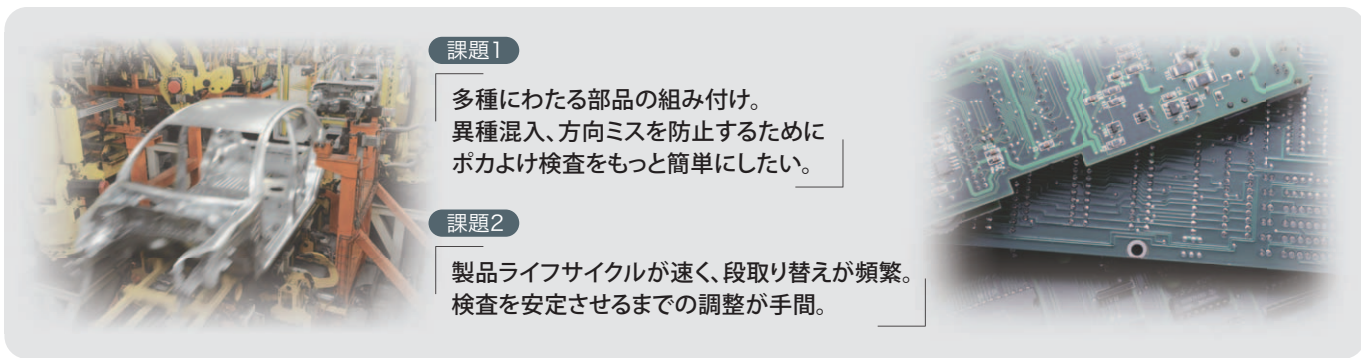 課題1
多種にわたる部品の組み付け。
異種混入、方向ミスを防止するために
ポカよけ検査をもっと簡単にしたい。
課題2
製品ライフサイクルが速く、段取り替えが頻繁。
検査を安定させるまでの調整が手間。